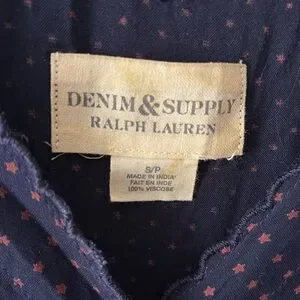 DENIM&SUPPLY
RALPH LAUREN
S/P
MADE IN INDIA
FAIT EN INDE
100% VISCOSE